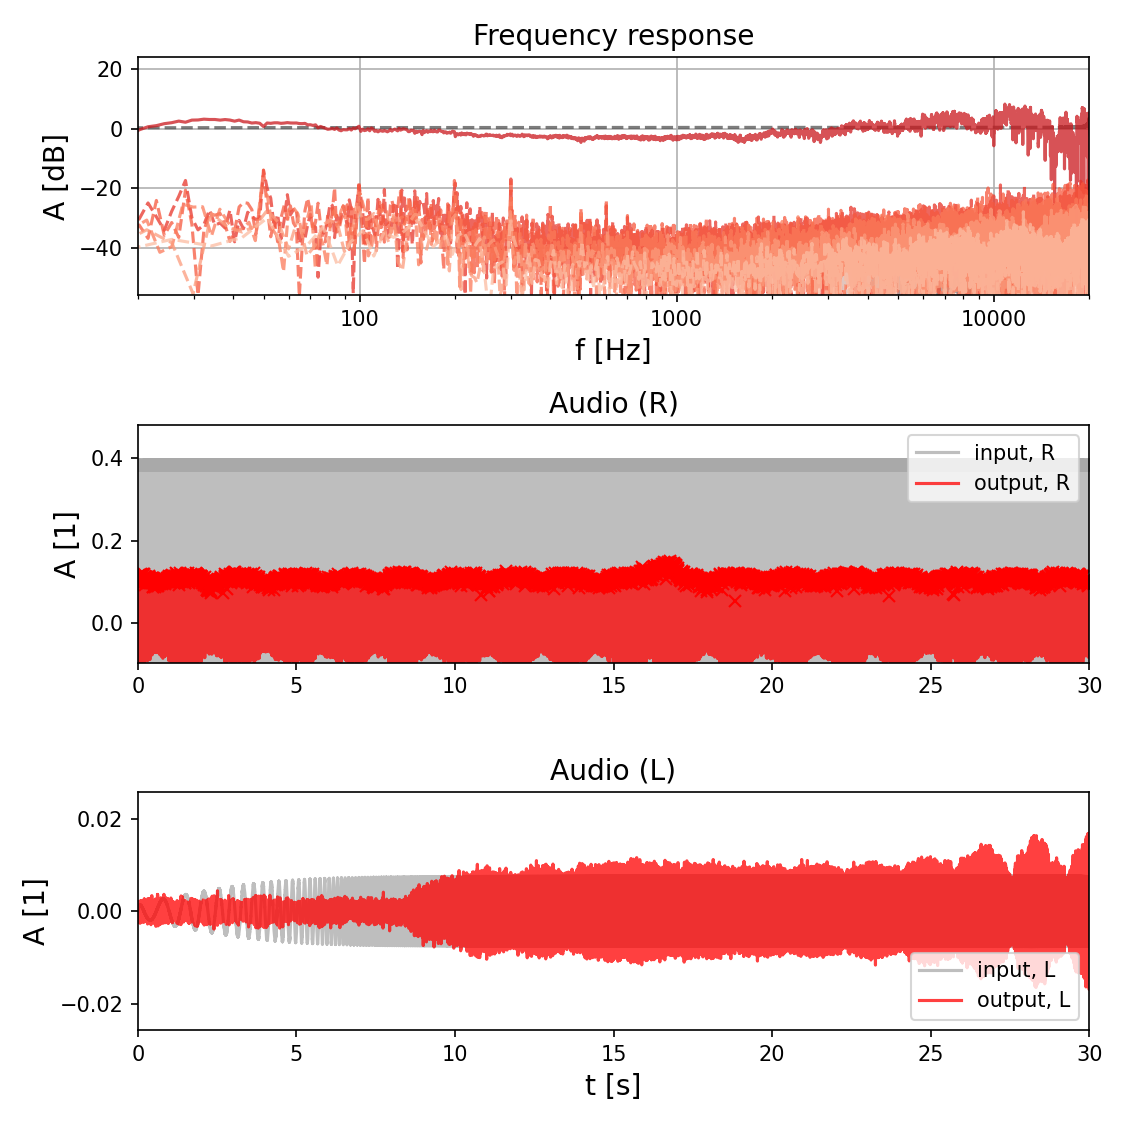 Frequency response
20
0
−20
−40
A [dB]
100
1000
10000
f [Hz]
Audio (R)
0.4
0.2
0.0
A [1]
input, R
output, R
0
5
10
15
20
25
30
Audio (L)
0.02
0.00
−0.02
A [1]
input, L
output, L
0
5
10
15
20
25
30
t [s]